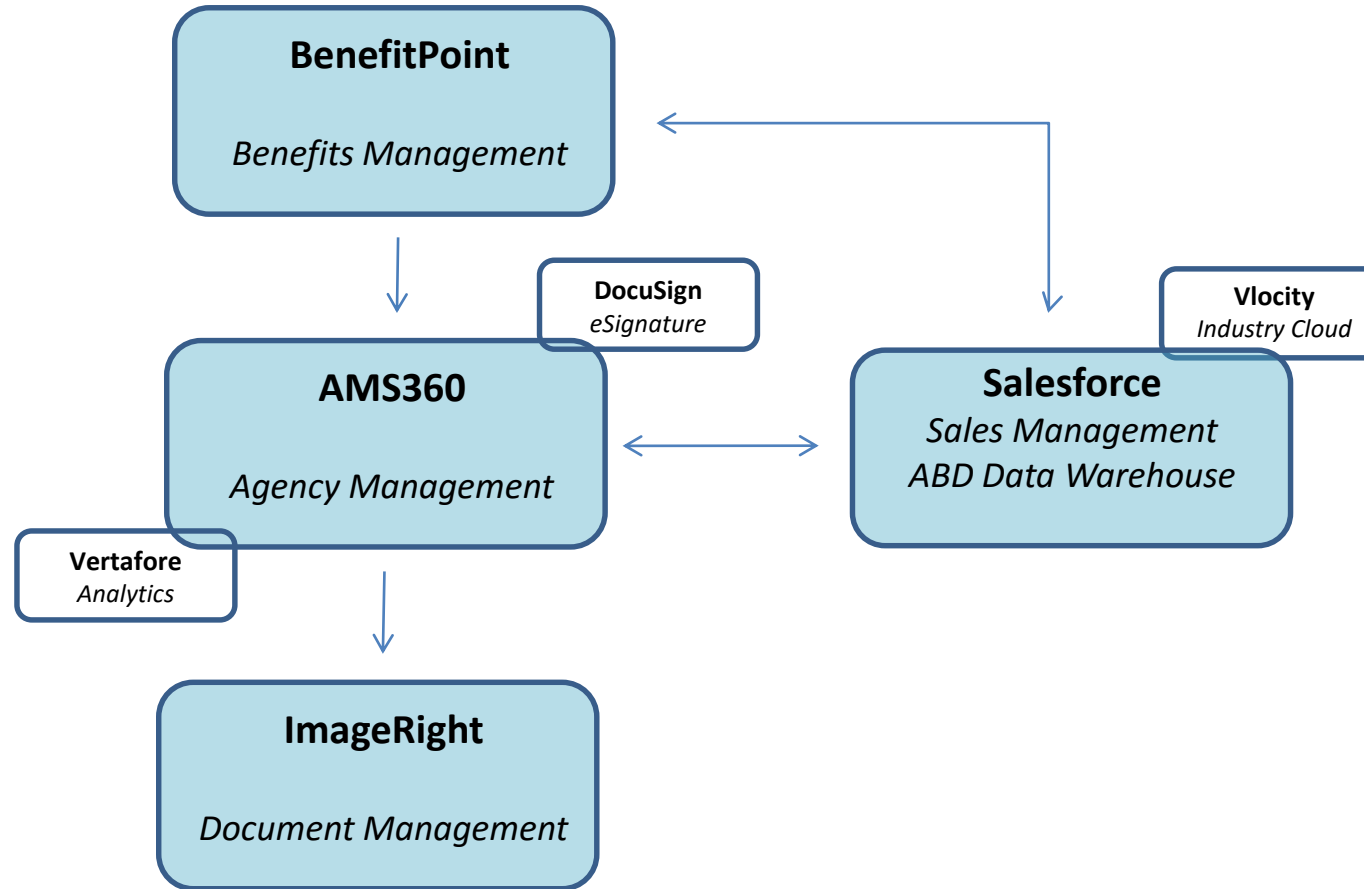 BenefitPoint
Benefits Management
DocuSign
eSignature
Vlocity
Industry Cloud
AMS360
Agency Management
Salesforce
Sales Management
ABD Data Warehouse
Vertafore
Analytics
ImageRight
Document Management